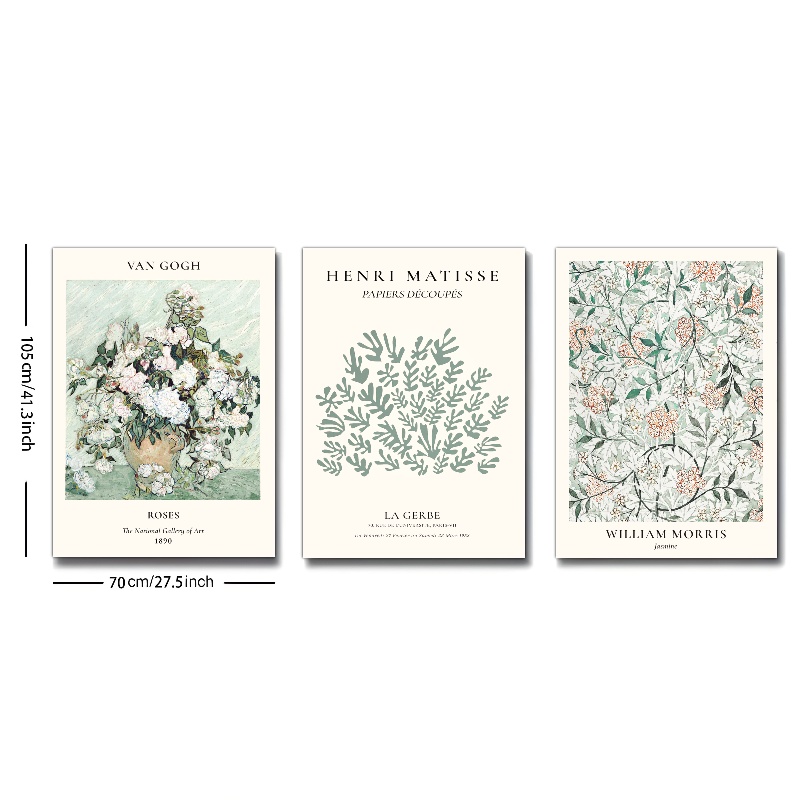 105cm/41.3inch
70cm/27.5inch
VAN GOGH
ROSES
The National Gallery of Art
1890
HENRI MATISSE
PAPIERS DÉCOUPÉS
LA GERBE
WILLIAM MORRIS
Jasmine